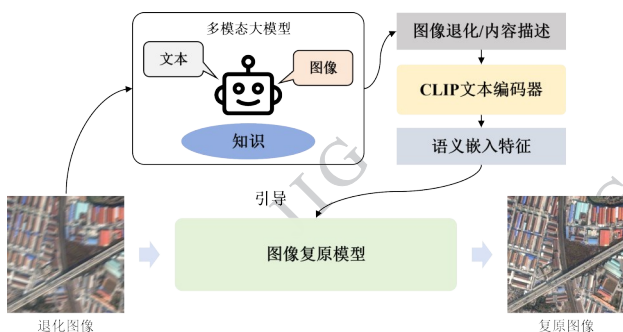 多模态大模型
文本
图像
知识
图像退化/内容描述
CLIP文本编码器
语义嵌入特征
引导
图像复原模型
退化图像
复原图像
JIG